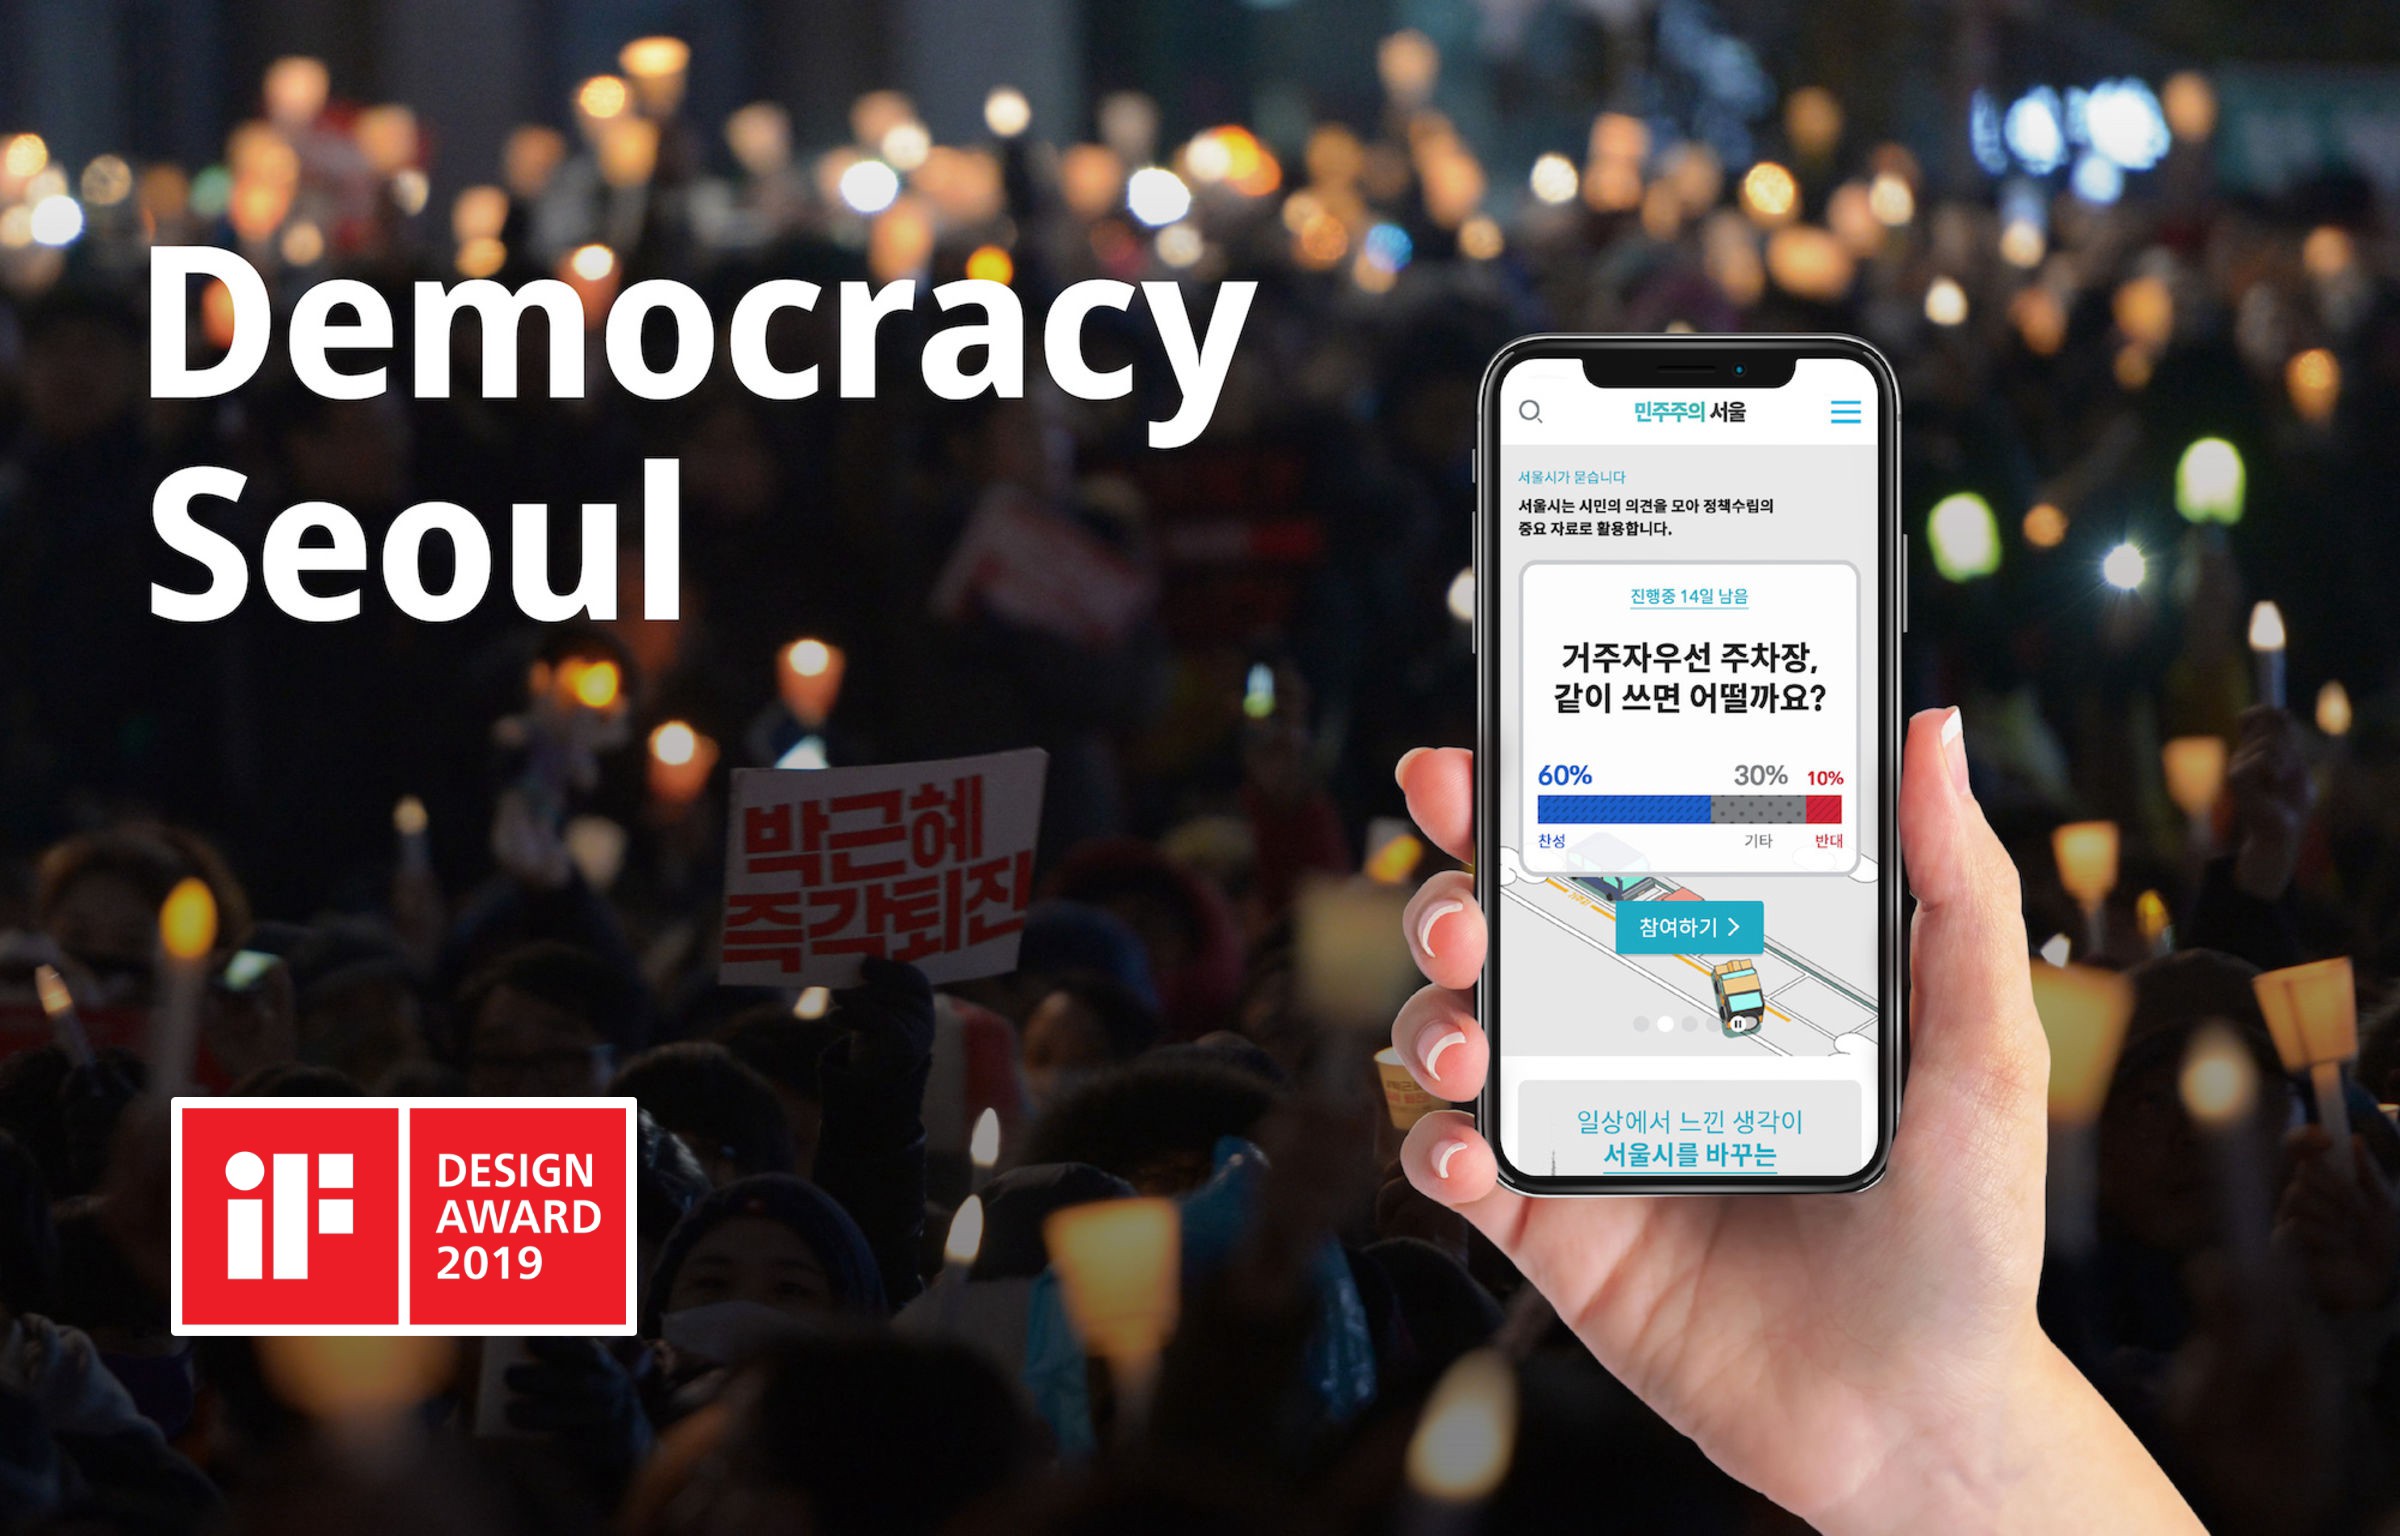 Democracy
Seoul
박근혜
즉각퇴진
iF
DESIGN
AWARD
2019
민주주의 서울
서울시가 묻습니다
서울시는 시민의 의견을 모아 정책수립의
중요 자료로 활용합니다.
진행중 14일 남음
거주자우선 주차장,
같이 쓰면 어떨까요?
60% 30% 10%
찬성 기타 반대
참여하기
일상에서 느낀 생각이
서울시를 바꾸는